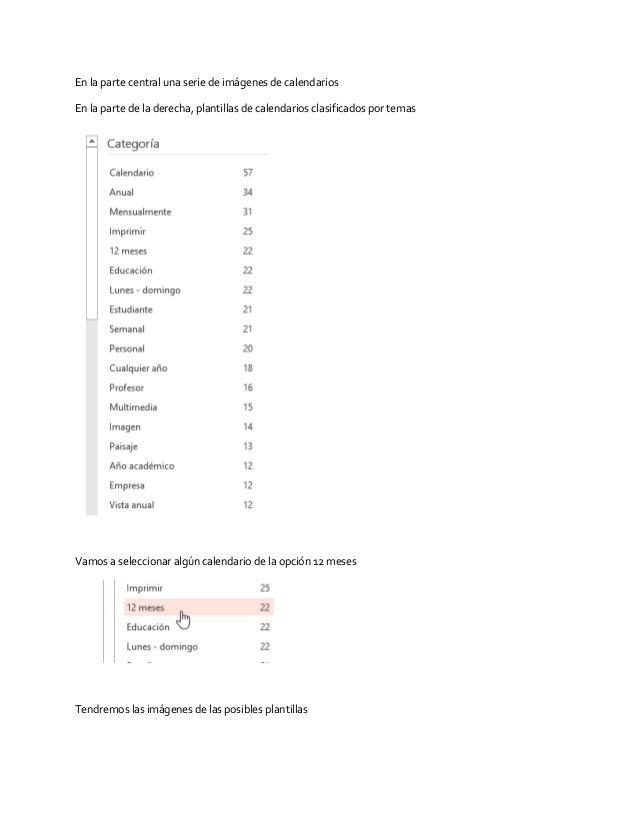 En la parte central una serie de imágenes de calendarios
En la parte de la derecha, plantillas de calendarios clasificados por temas
Categoría
Calendario 57
Anual 34
Mensualmente 31
Imprimir 25
12 meses 22
Educación 22
Lunes - domingo 22
Estudiante 21
Semanal 21
Personal 20
Cualquier año 18
Profesor 16
Multimedia 15
Imagen 14
Paisaje 13
Año académico 12
Empresa 12
Vista anual 12
Vamos a seleccionar algún calendario de la opción 12 meses
Imprimir 25
12 meses 22
Educación 22
Lunes - domingo 22
Tendremos las imágenes de las posibles plantillas